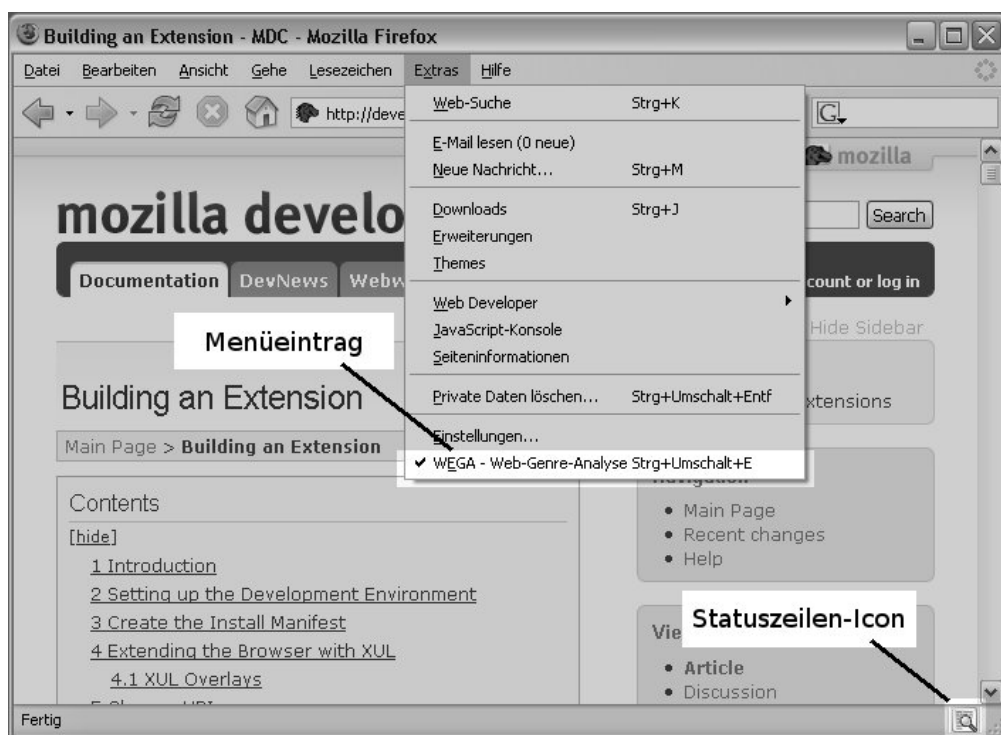 Building an Extension - MDC - Mozilla Firefox
Datei Bearbeiten Ansicht Gehe Lesezeichen Extras Hilfe
http://deve
G
Web-Suche Strg+K
E-Mail lesen (0 neue)
Neue Nachricht... Strg+M
Downloads Strg+J
Erweiterungen
Themes
Web Developer
JavaScript-Konsole
Seiteninformationen
Private Daten löschen... Strg+Umschalt+Entf
Einstellungen...
✔ WEGA - Web-Genre-Analyse Strg+Umschalt+E
mozilla
mozilla develo
Search
Documentation DevNews Webw
count or log in
Hide Sidebar
Menüeintrag
Building an Extension
xtensions
Main Page > Building an Extension
Contents
[hide]
1 Introduction
2 Setting up the Development Environment
3 Create the Install Manifest
4 Extending the Browser with XUL
4.1 XUL Overlays
• Main Page
• Recent changes
• Help
Statuszeilen-Icon
Vie
• Article
• Discussion
Fertig